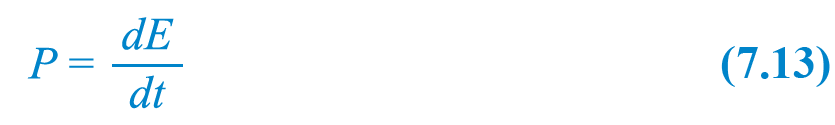 P = dE/dt (7.13)